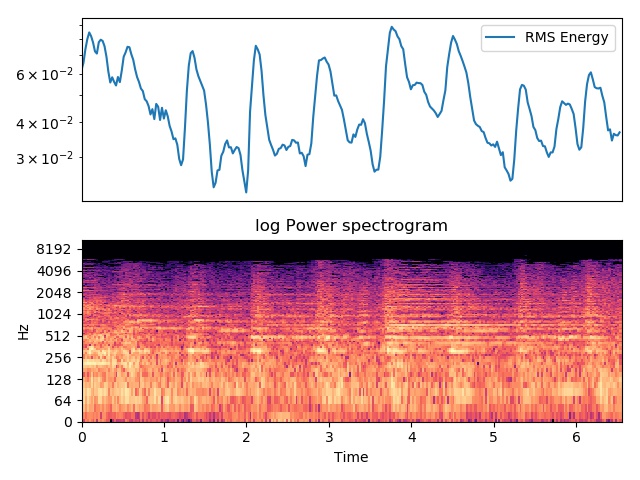 RMS Energy
6 × 10⁻²
4 × 10⁻²
3 × 10⁻²
log Power spectrogram
8192
4096
2048
1024
512
256
128
64
0
Hz
0 1 2 3 4 5 6
Time